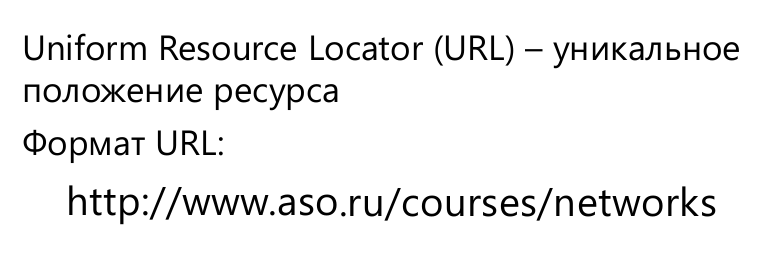 Uniform Resource Locator (URL) – уникальное
положение ресурса
Формат URL:
http://www.aso.ru/courses/networks